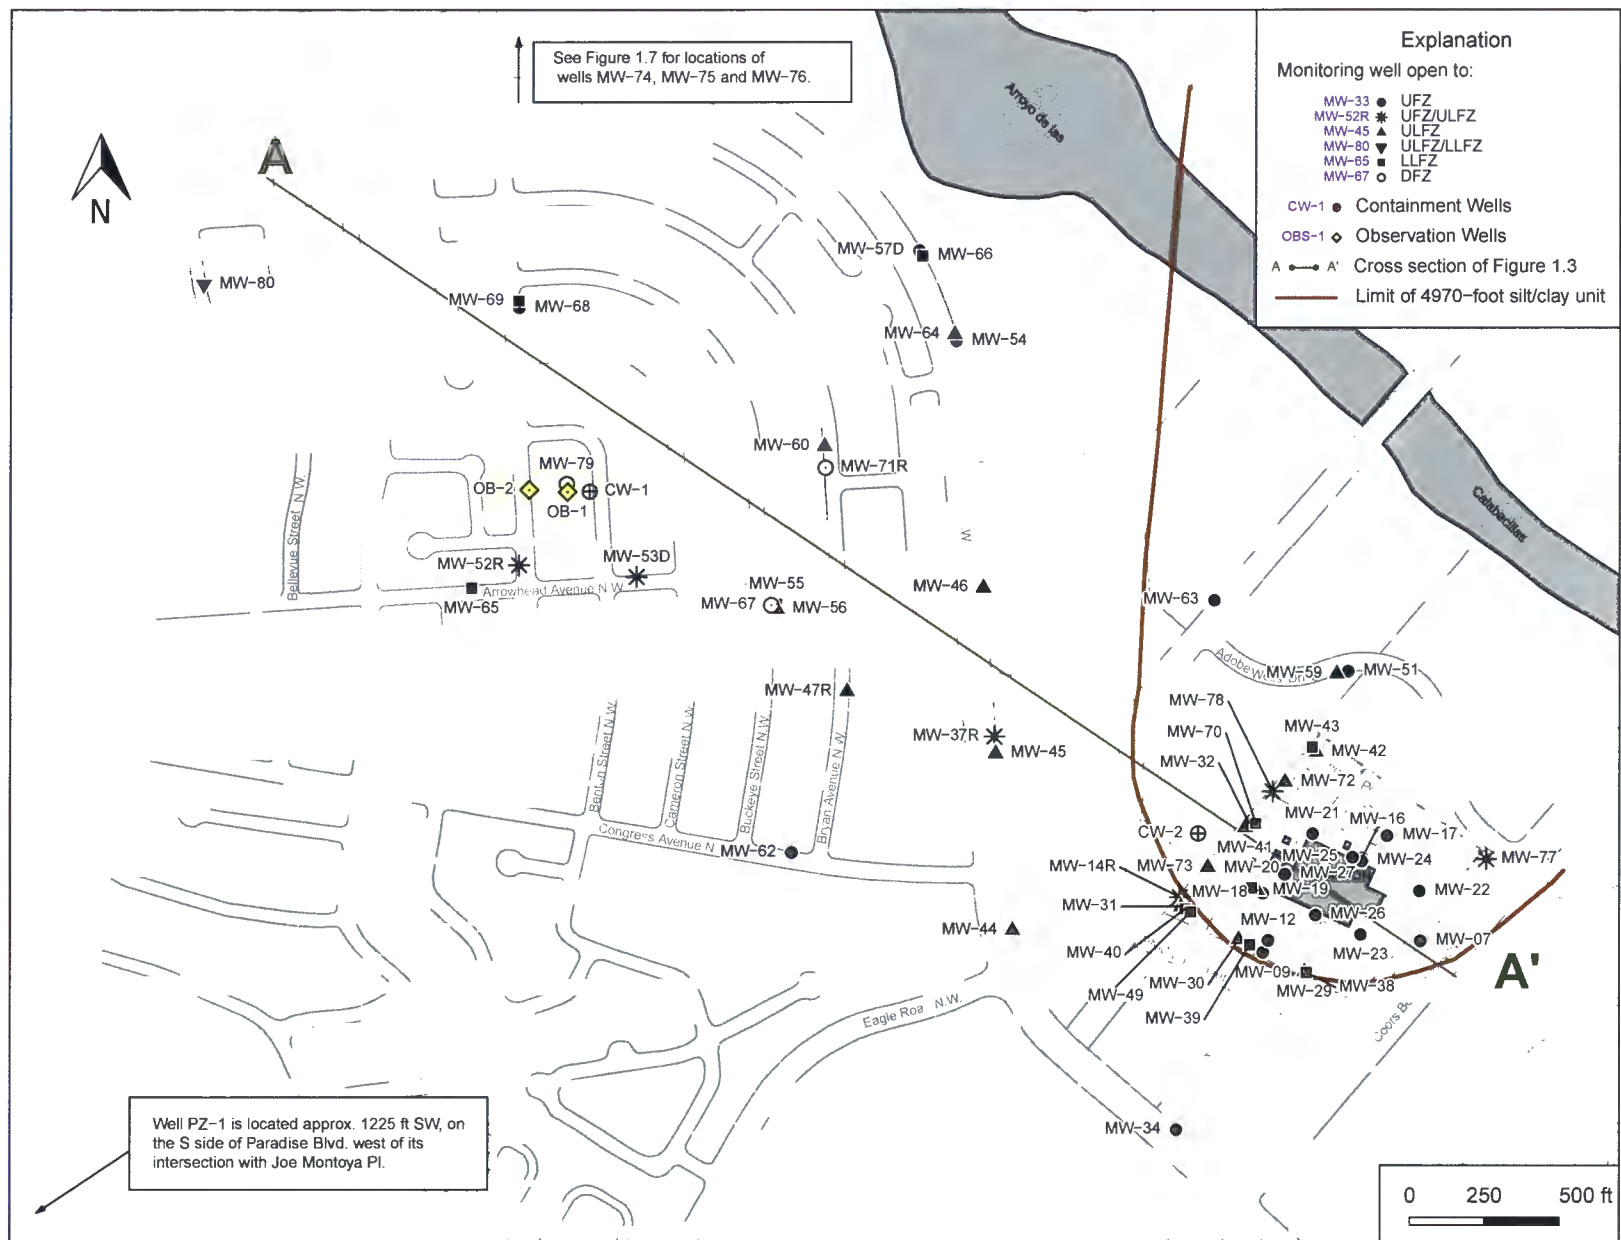 See Figure 1.7 for locations of
wells MW-74, MW-75 and MW-76.
Explanation
Monitoring well open to:
MW-33 UFZ
MW-52R UFZ/ULFZ
MW-45 ULFZ
MW-80 ULFZ/LLFZ
MW-65 LLFZ
MW-67 DFZ
CW-1 Containment Wells
OBS-1 Observation Wells
A A' Cross section of Figure 1.3
Limit of 4970-foot silt/clay unit
Arroyo de las
A
N
MW-57D
MW-66
MW-80
MW-69
MW-68
MW-64
MW-54
MW-60
MW-71R
MW-79
OB-2
CW-1
OB-1
Calabacillas
Bellevue Street N.W.
W
MW-52R
MW-53D
Arrowhead Avenue N.W
MW-65
MW-55
MW-67
MW-56
MW-46
MW-63
Adobe Wells Dr
MW-59
MW-51
MW-47R
MW-78
MW-37R
MW-45
MW-70
MW-43
MW-42
MW-32
MW-72
Benton Street N.W
Cameron Street N.W.
Buckeye Street N.W.
Bryan Avenue N.W.
Congress Avenue N
MW-62
CW-2
MW-21
MW-16
MW-17
MW-41
MW-25
MW-24
MW-77
MW-14R
MW-73
MW-20
MW-27
MW-18
MW-19
MW-22
MW-31
MW-12
MW-26
MW-44
MW-40
MW-23
MW-07
MW-09
MW-30
MW-29
MW-38
MW-49
MW-39
A'
Eagle Roa N.W.
Coors Bo
MW-34
Well PZ-1 is located approx. 1225 ft SW, on
the S side of Paradise Blvd. west of its
intersection with Joe Montoya Pl.
0 250 500 ft